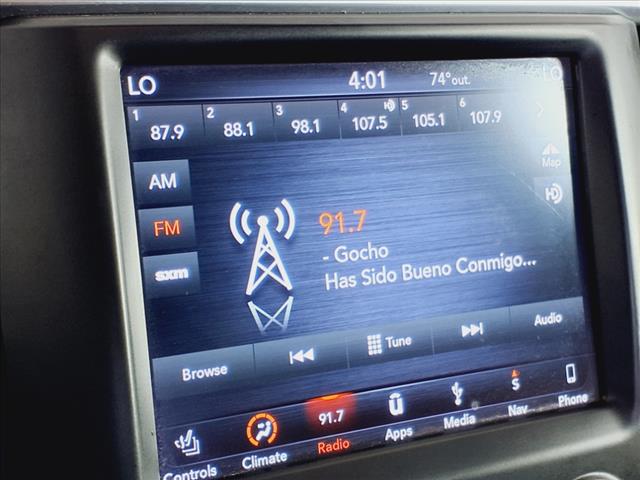 LO 4:01 74°out. LO
1 87.9 2 88.1 3 98.1 4 107.5 HD 5 105.1 6 107.9
AM
Map
FM
91.7
HD
- Gocho
sxm
Has Sido Bueno Conmigo...
Browse Tune Audio
Controls Climate 91.7 Radio Apps Media S Nav Phone